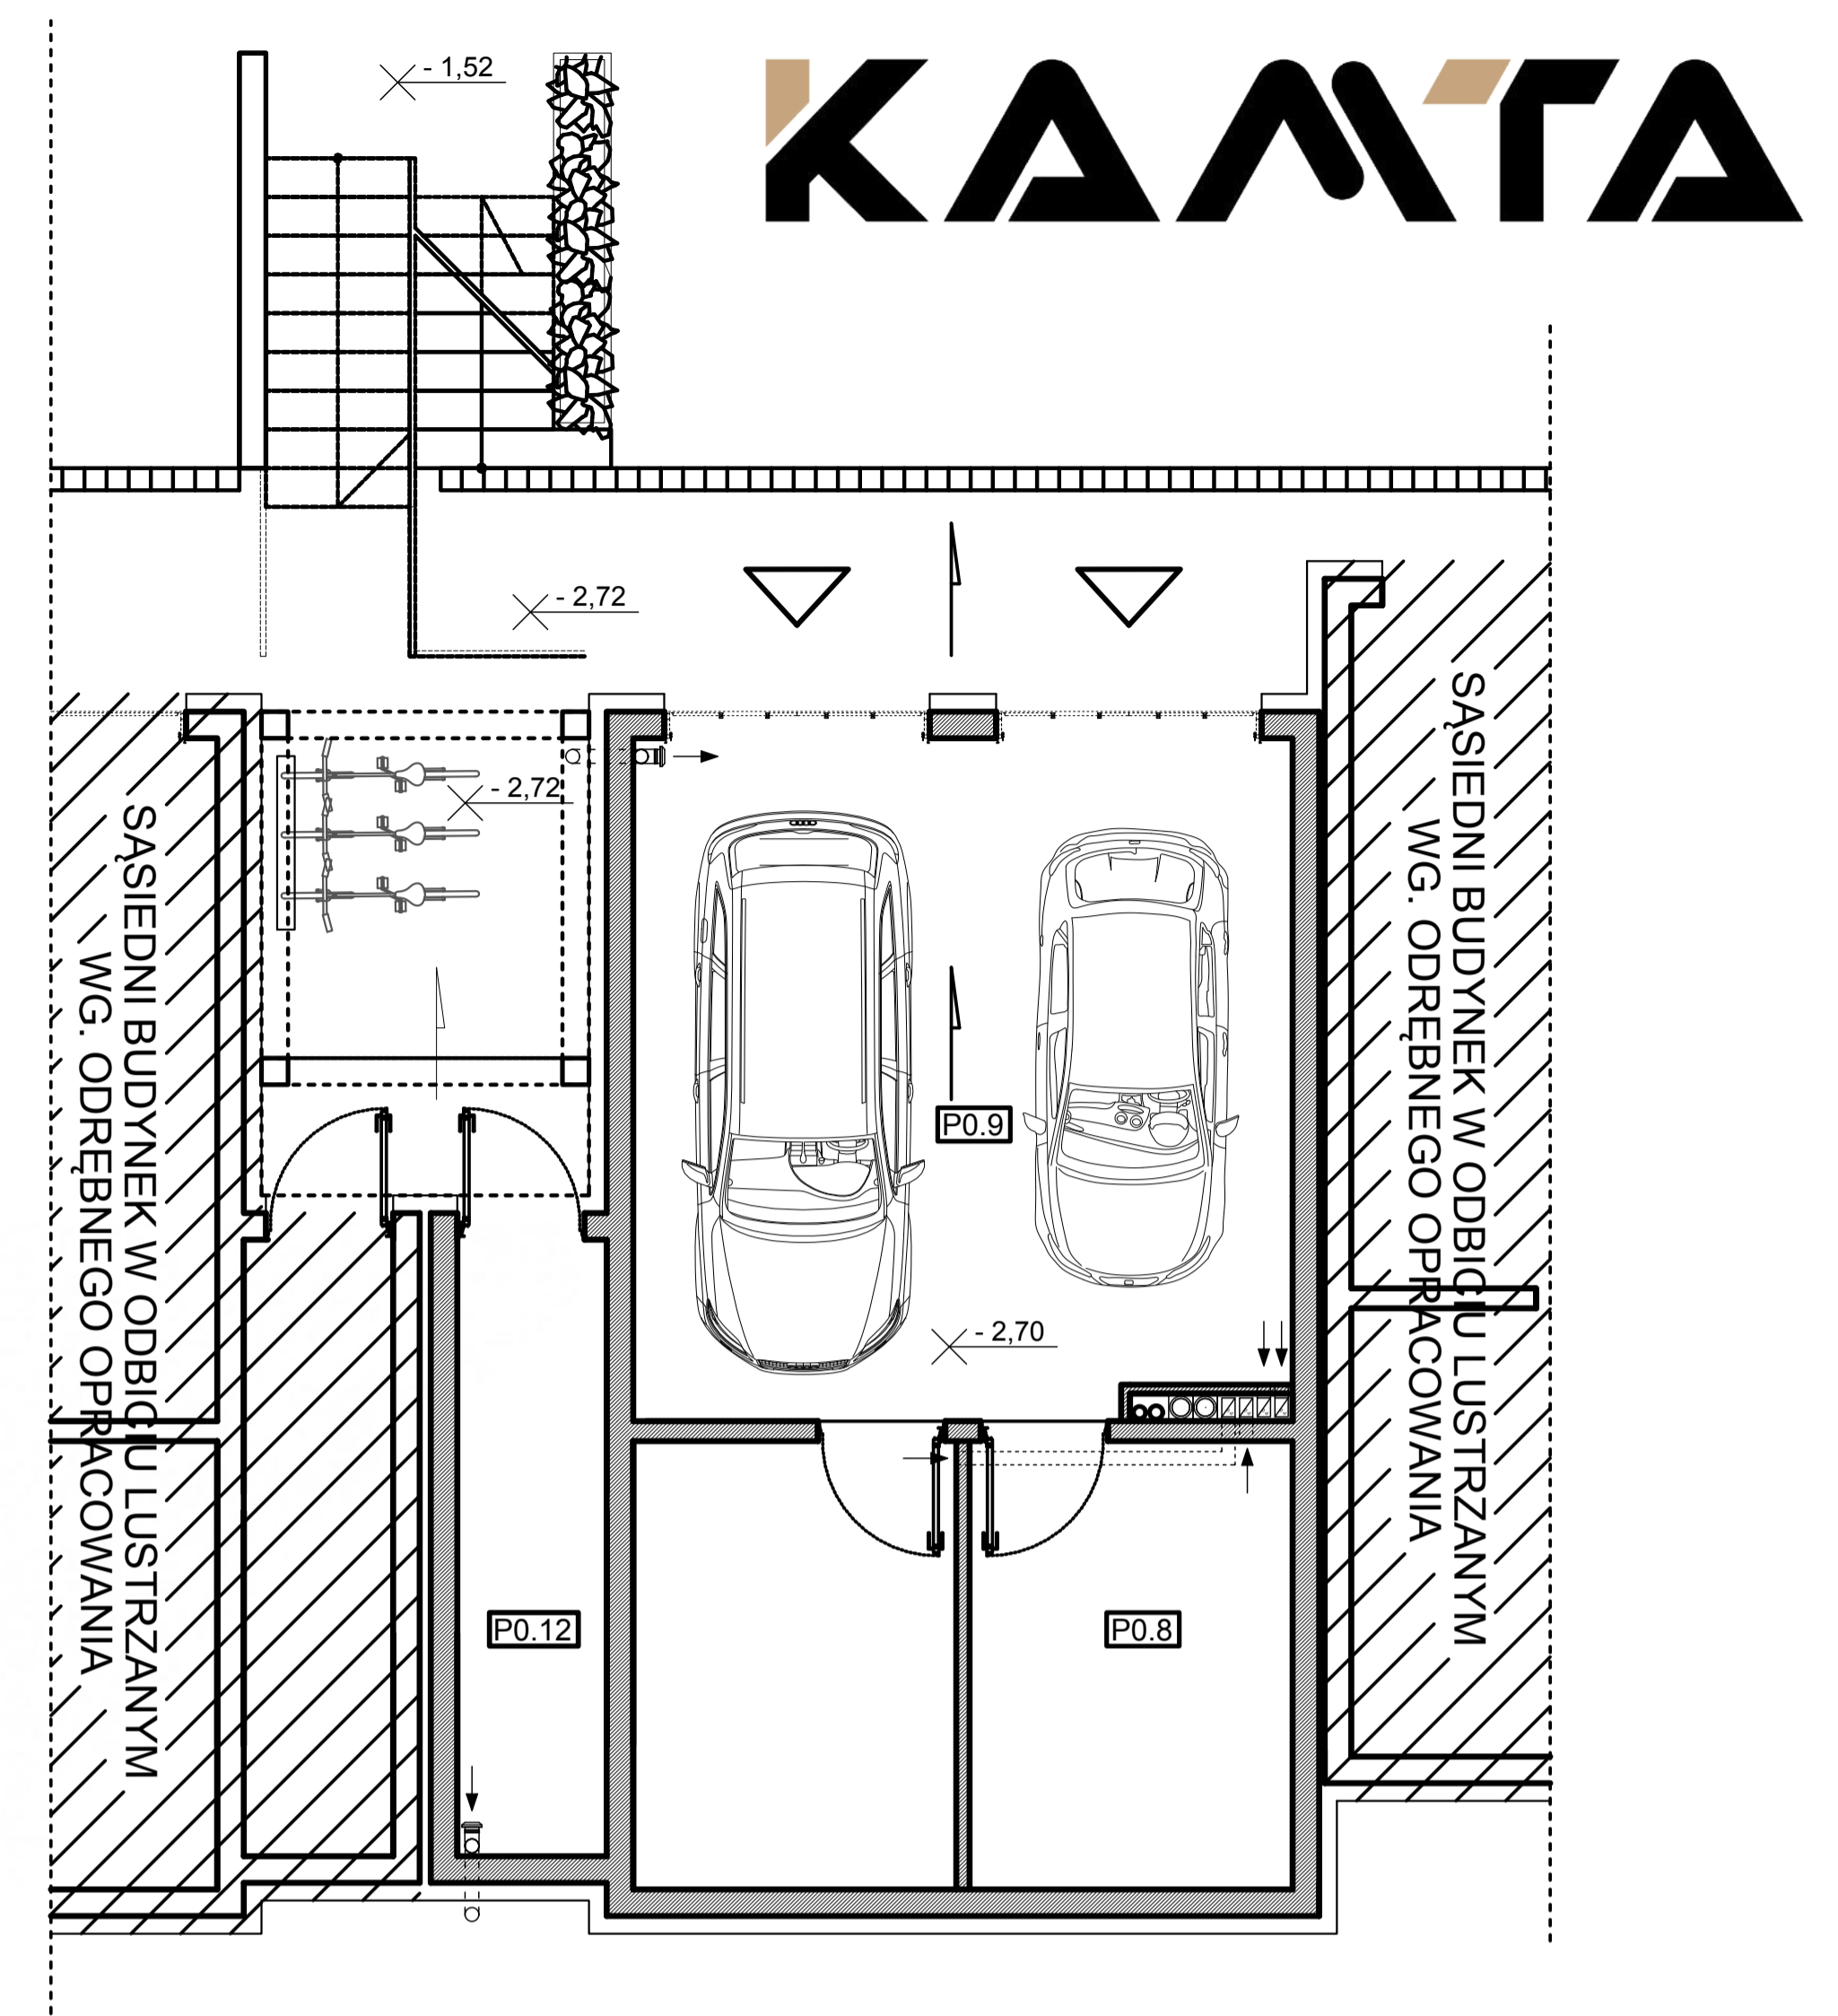 - 1,52
KAMTA
- 2,72
- 2,72
SĄSIEDNI BUDYNEK W ODBICIU LUSTRZANYM
WG. ODRĘBNEGO OPRACOWANIA
SĄSIEDNI BUDYNEK W ODBICIU LUSTRZANYM
WG. ODRĘBNEGO OPRACOWANIA
P0.9
- 2,70
P0.12
P0.8